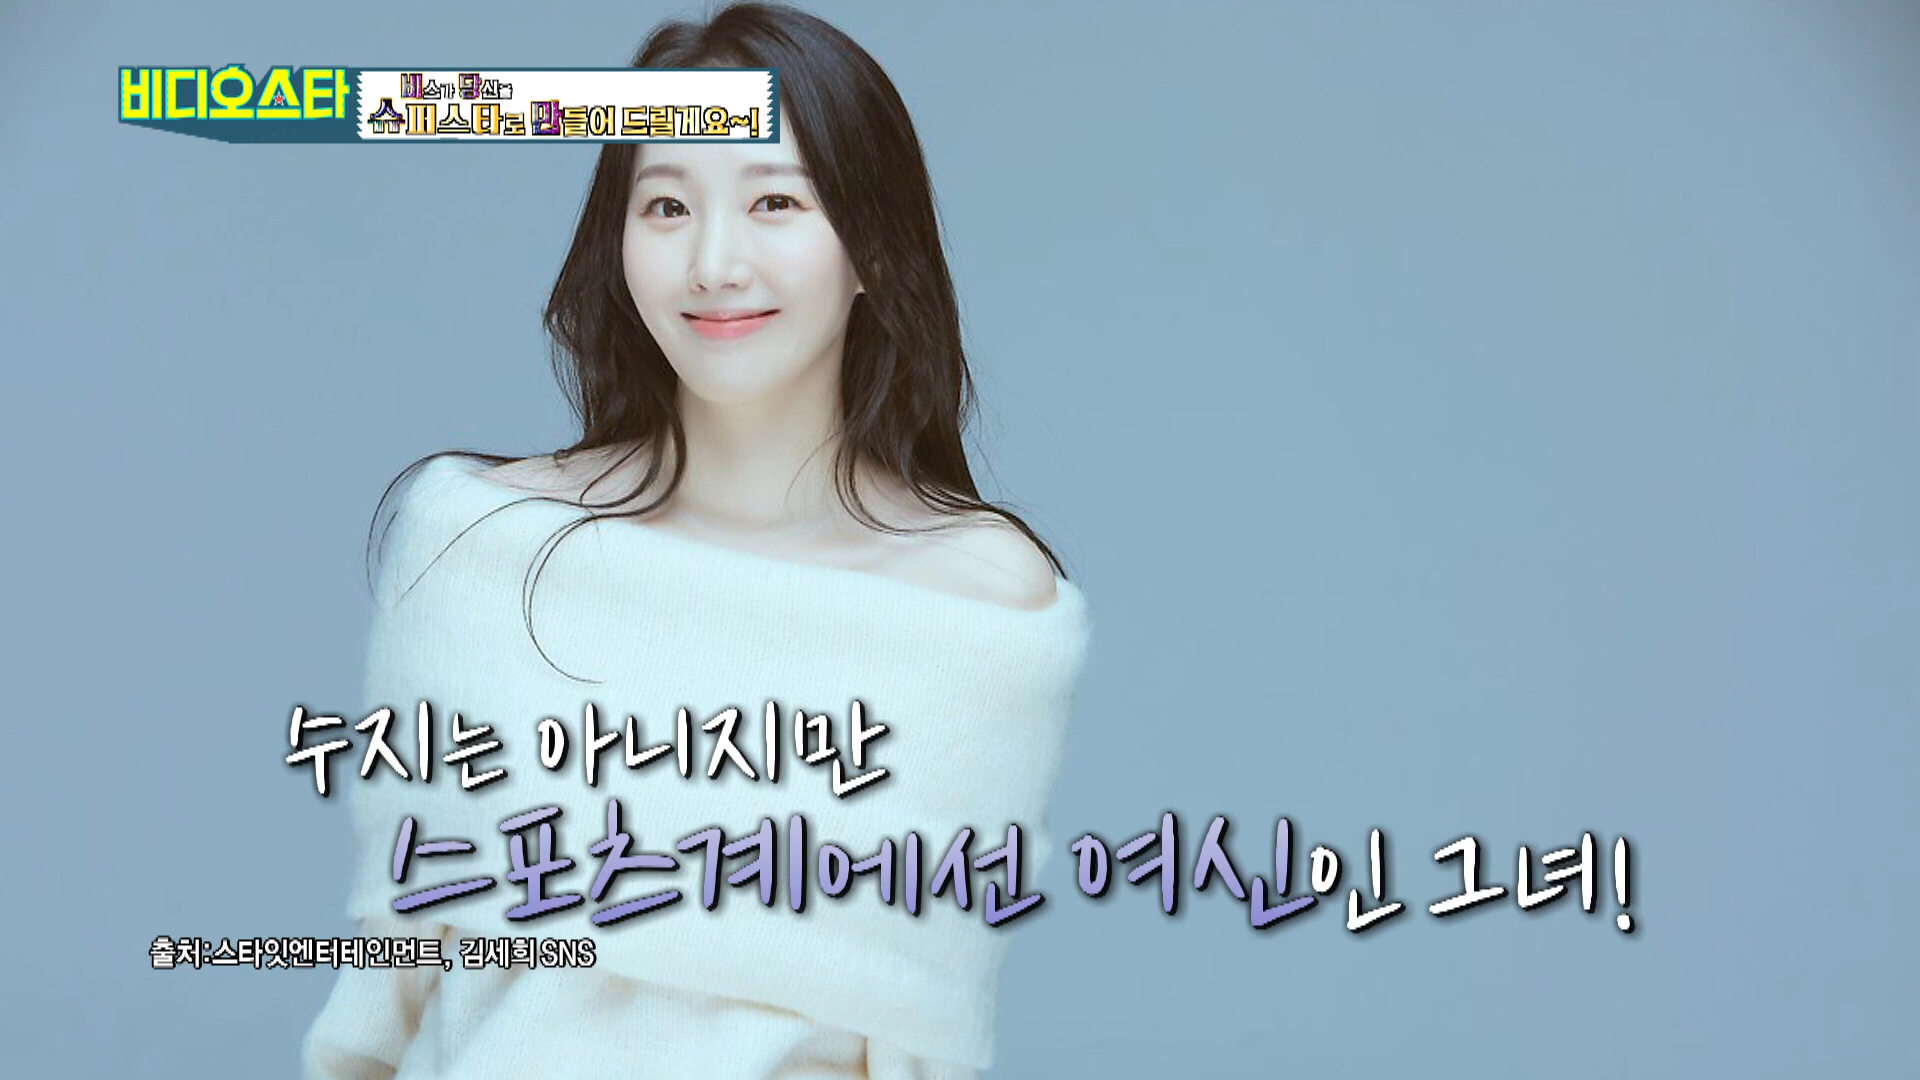 비디오스타
비스가 당신을
슈퍼스타로 만들어 드릴게요~!
수지는 아니지만
스포츠계에선 여신인 그녀!
출처:스타잇엔터테인먼트, 김세희 SNS